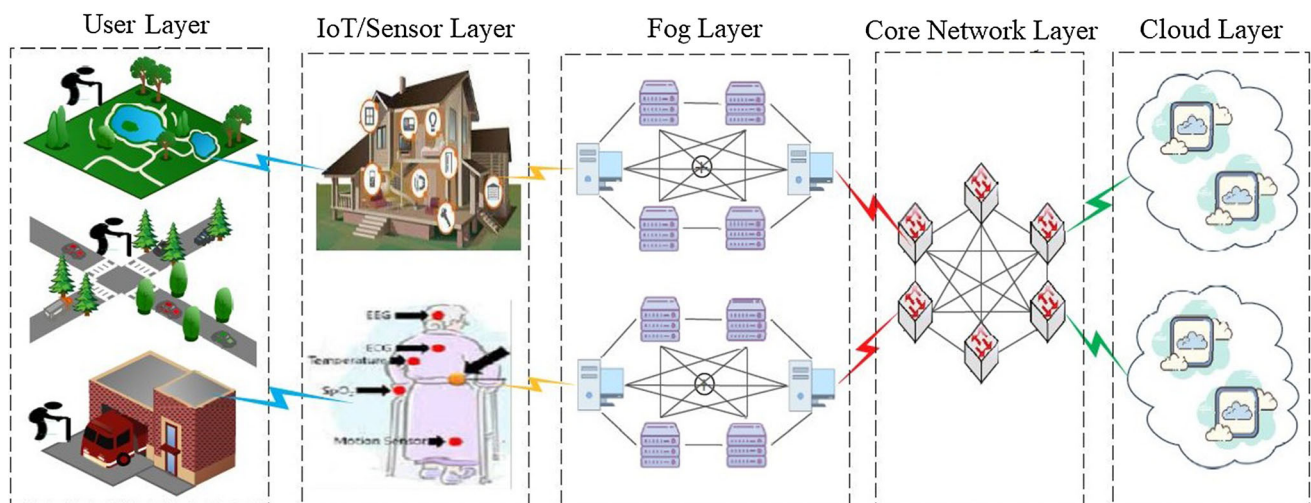 User Layer
IoT/Sensor Layer
Fog Layer
Core Network Layer
Cloud Layer
EEG
ECG
Temperature
SpO₂
Motion Sensor